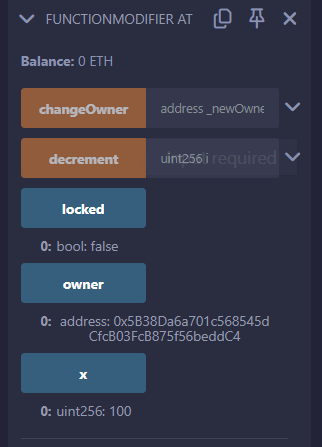 FUNCTIONMODIFIER AT
Balance: 0 ETH
changeOwner address _newOwne
decrement uint256 i required
locked
0: bool: false
owner
0: address: 0x5B38Da6a701c568545d
CfcB03FcB875f56beddC4
x
0: uint256: 100